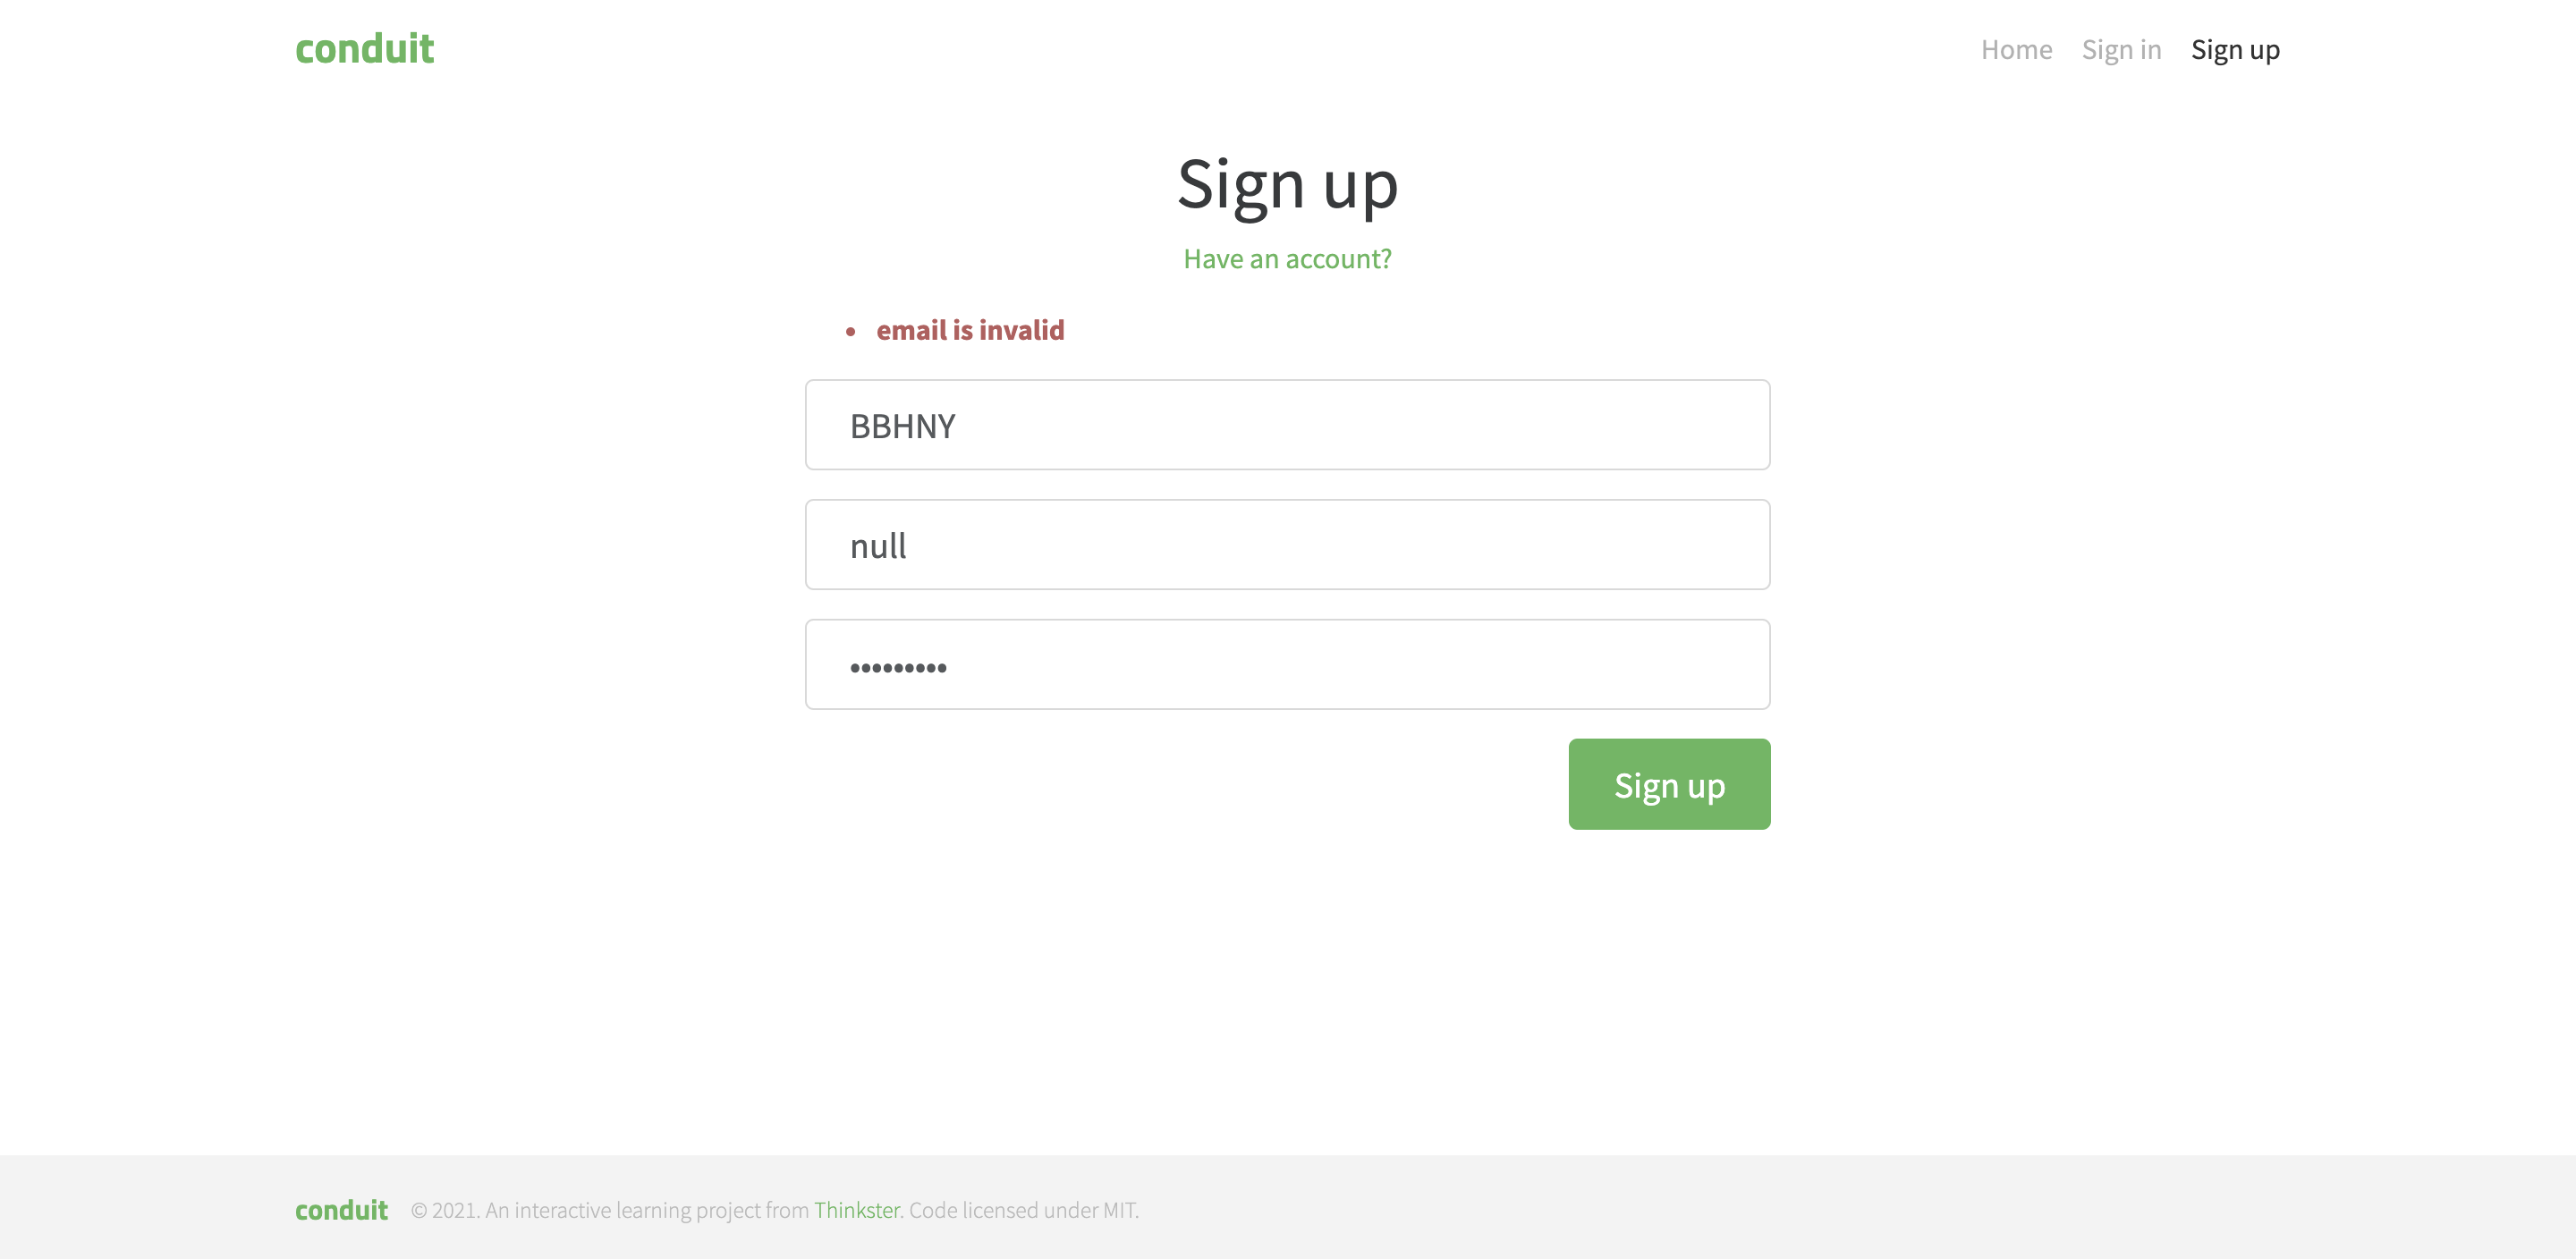 conduit
Home Sign in Sign up
Sign up
Have an account?
• email is invalid
BBHNY
null
•••••••••
Sign up
conduit © 2021. An interactive learning project from Thinkster. Code licensed under MIT.